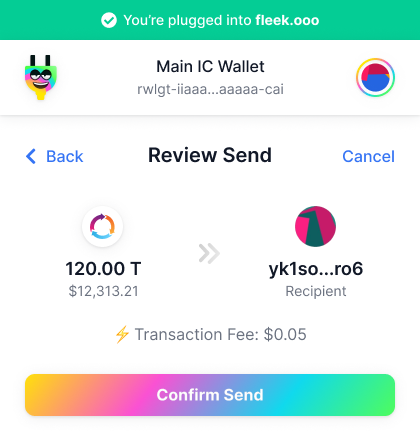 You're plugged into fleek.ooo
Main IC Wallet
rwlgt-iiaaa...aaaaa-cai
Back
Review Send
Cancel
120.00 T
yk1so...ro6
$12,313.21
Recipient
Transaction Fee: $0.05
Confirm Send